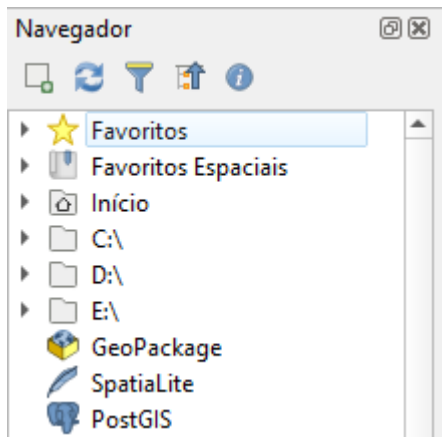 Navegador
Favoritos
Favoritos Espaciais
Início
C:\
D:\
E:\
GeoPackage
SpatiaLite
PostGIS